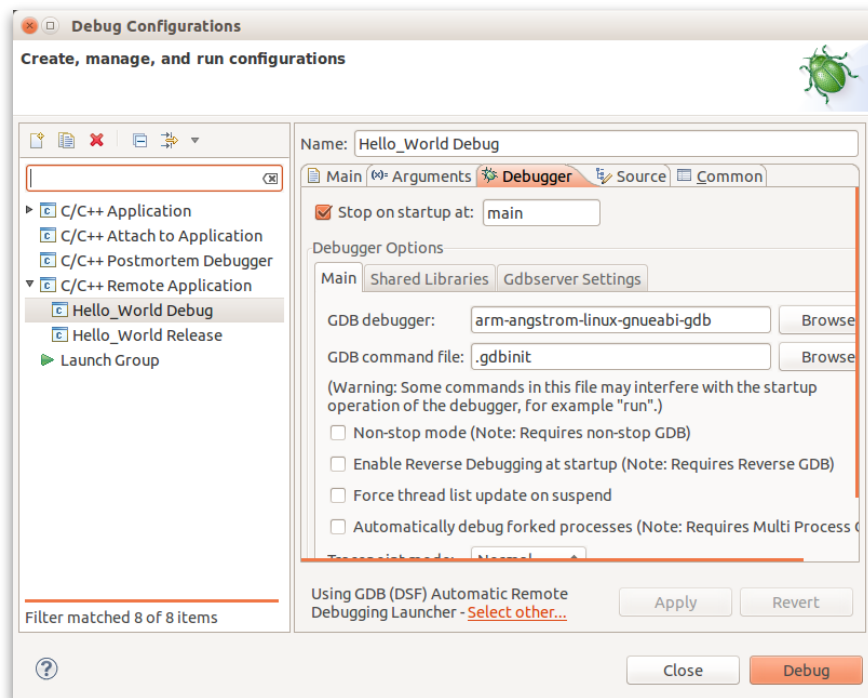 Debug Configurations
Create, manage, and run configurations
Name: Hello_World Debug
Main (x)= Arguments Debugger Source Common
C/C++ Application
C/C++ Attach to Application
C/C++ Postmortem Debugger
C/C++ Remote Application
Hello_World Debug
Hello_World Release
Launch Group
Filter matched 8 of 8 items
Stop on startup at: main
Debugger Options
Main Shared Libraries Gdbserver Settings
GDB debugger: arm-angstrom-linux-gnueabi-gdb Browse
GDB command file: .gdbinit Browse
(Warning: Some commands in this file may interfere with the startup
operation of the debugger, for example "run".)
Non-stop mode (Note: Requires non-stop GDB)
Enable Reverse Debugging at startup (Note: Requires Reverse GDB)
Force thread list update on suspend
Automatically debug forked processes (Note: Requires Multi Process
Tracepoint mode: Normal
Using GDB (DSF) Automatic Remote
Debugging Launcher - Select other...
Apply Revert
Close Debug